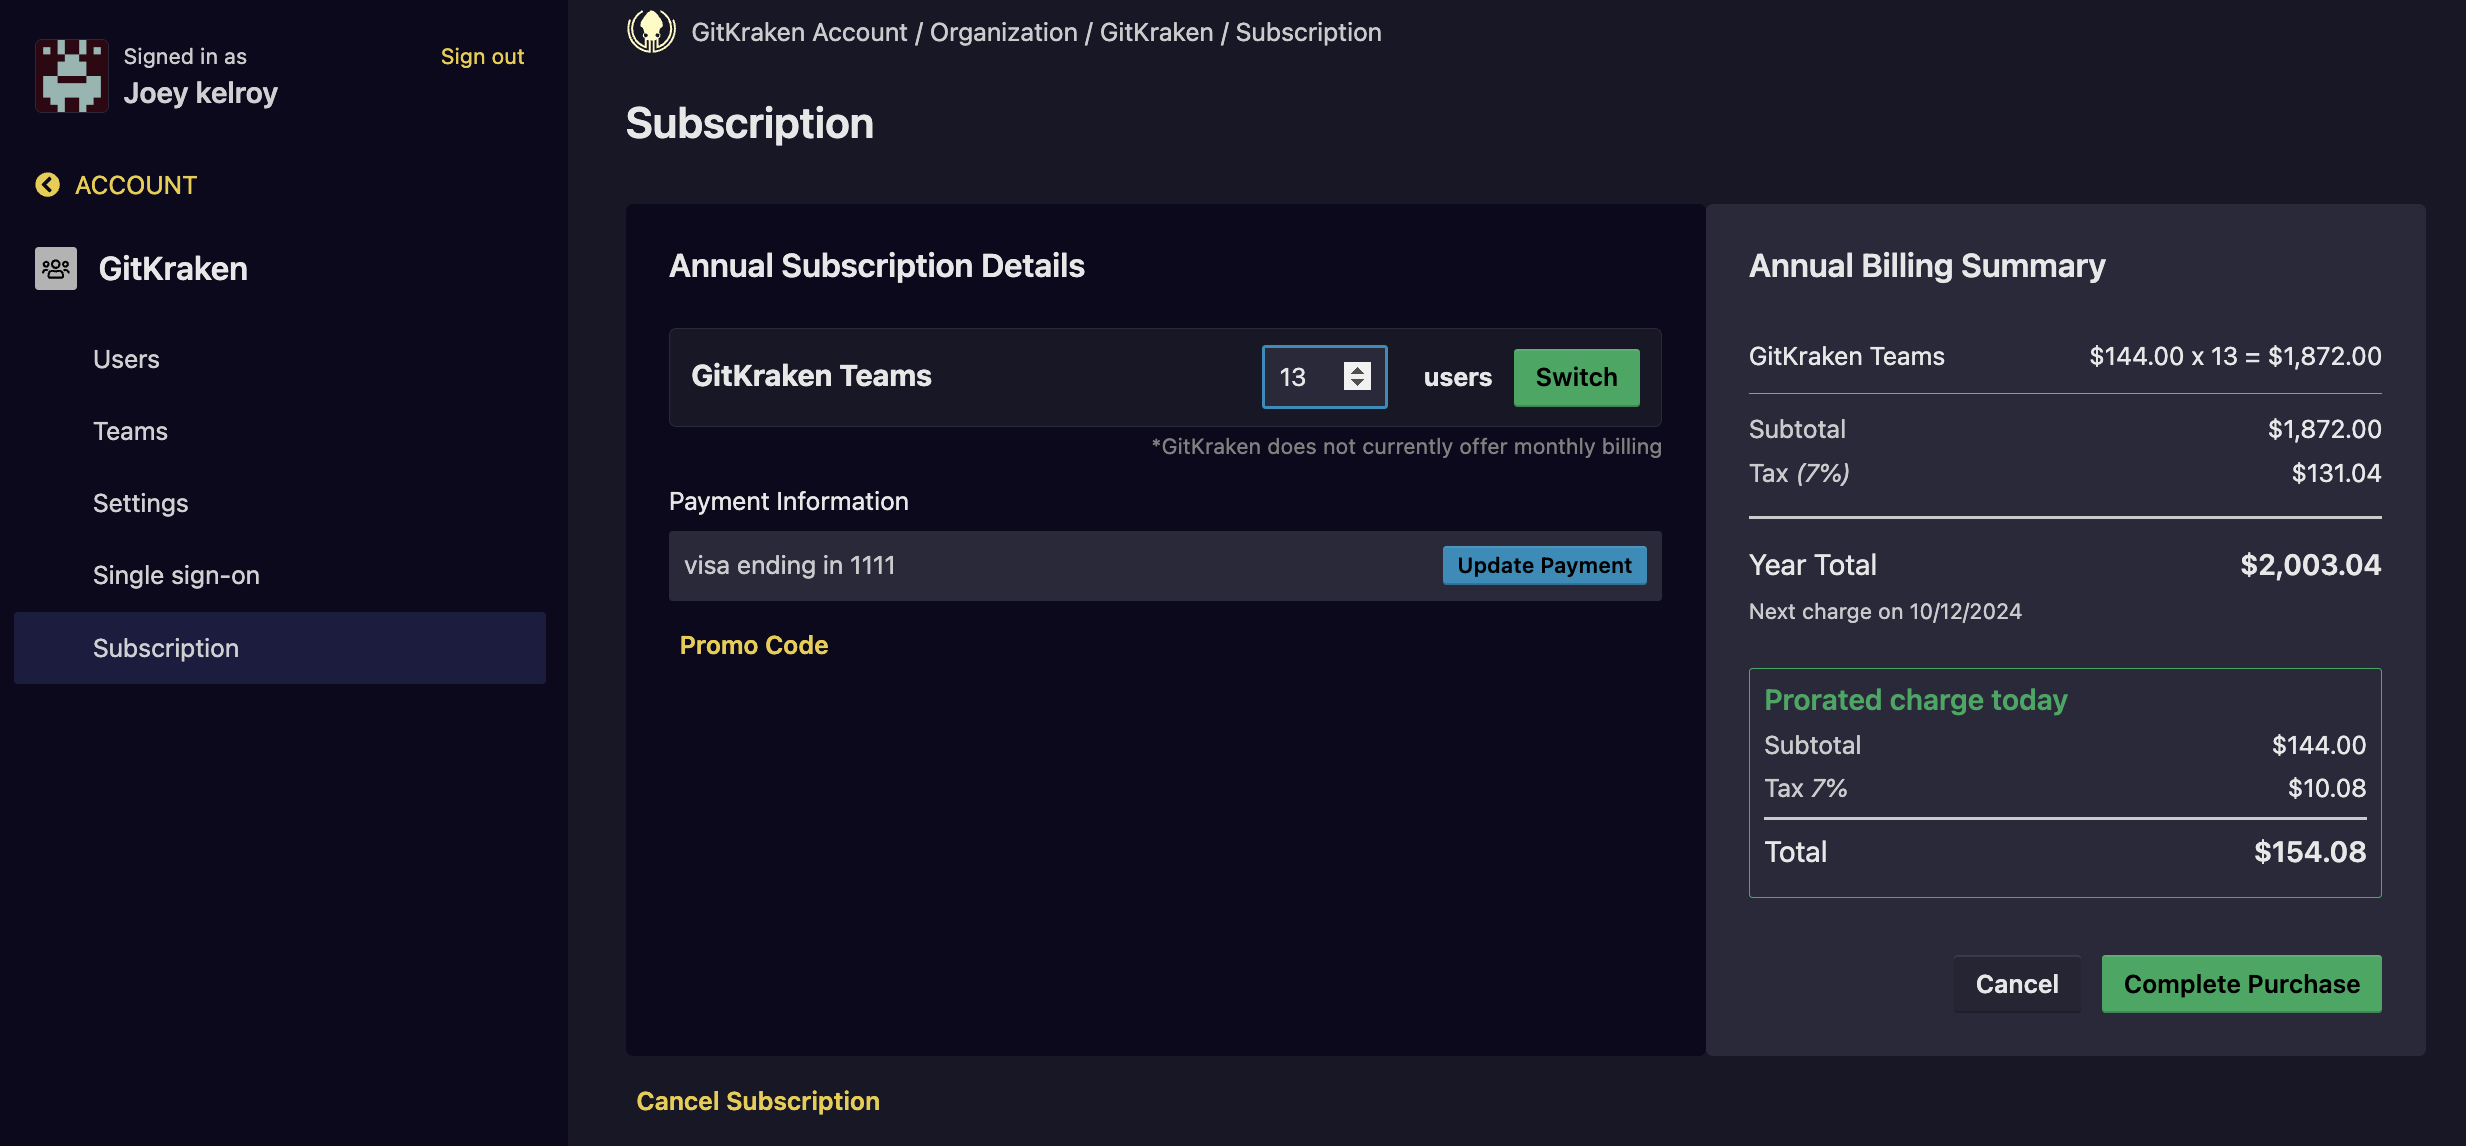 Signed in as
Joey kelroy
Sign out
ACCOUNT
GitKraken
Users
Teams
Settings
Single sign-on
Subscription
GitKraken Account / Organization / GitKraken / Subscription
Subscription
Annual Subscription Details
GitKraken Teams 13 users Switch
*GitKraken does not currently offer monthly billing
Payment Information
visa ending in 1111 Update Payment
Promo Code
Annual Billing Summary
GitKraken Teams $144.00 x 13 = $1,872.00
Subtotal $1,872.00
Tax (7%) $131.04
Year Total $2,003.04
Next charge on 10/12/2024
Prorated charge today
Subtotal $144.00
Tax 7% $10.08
Total $154.08
Cancel Complete Purchase
Cancel Subscription